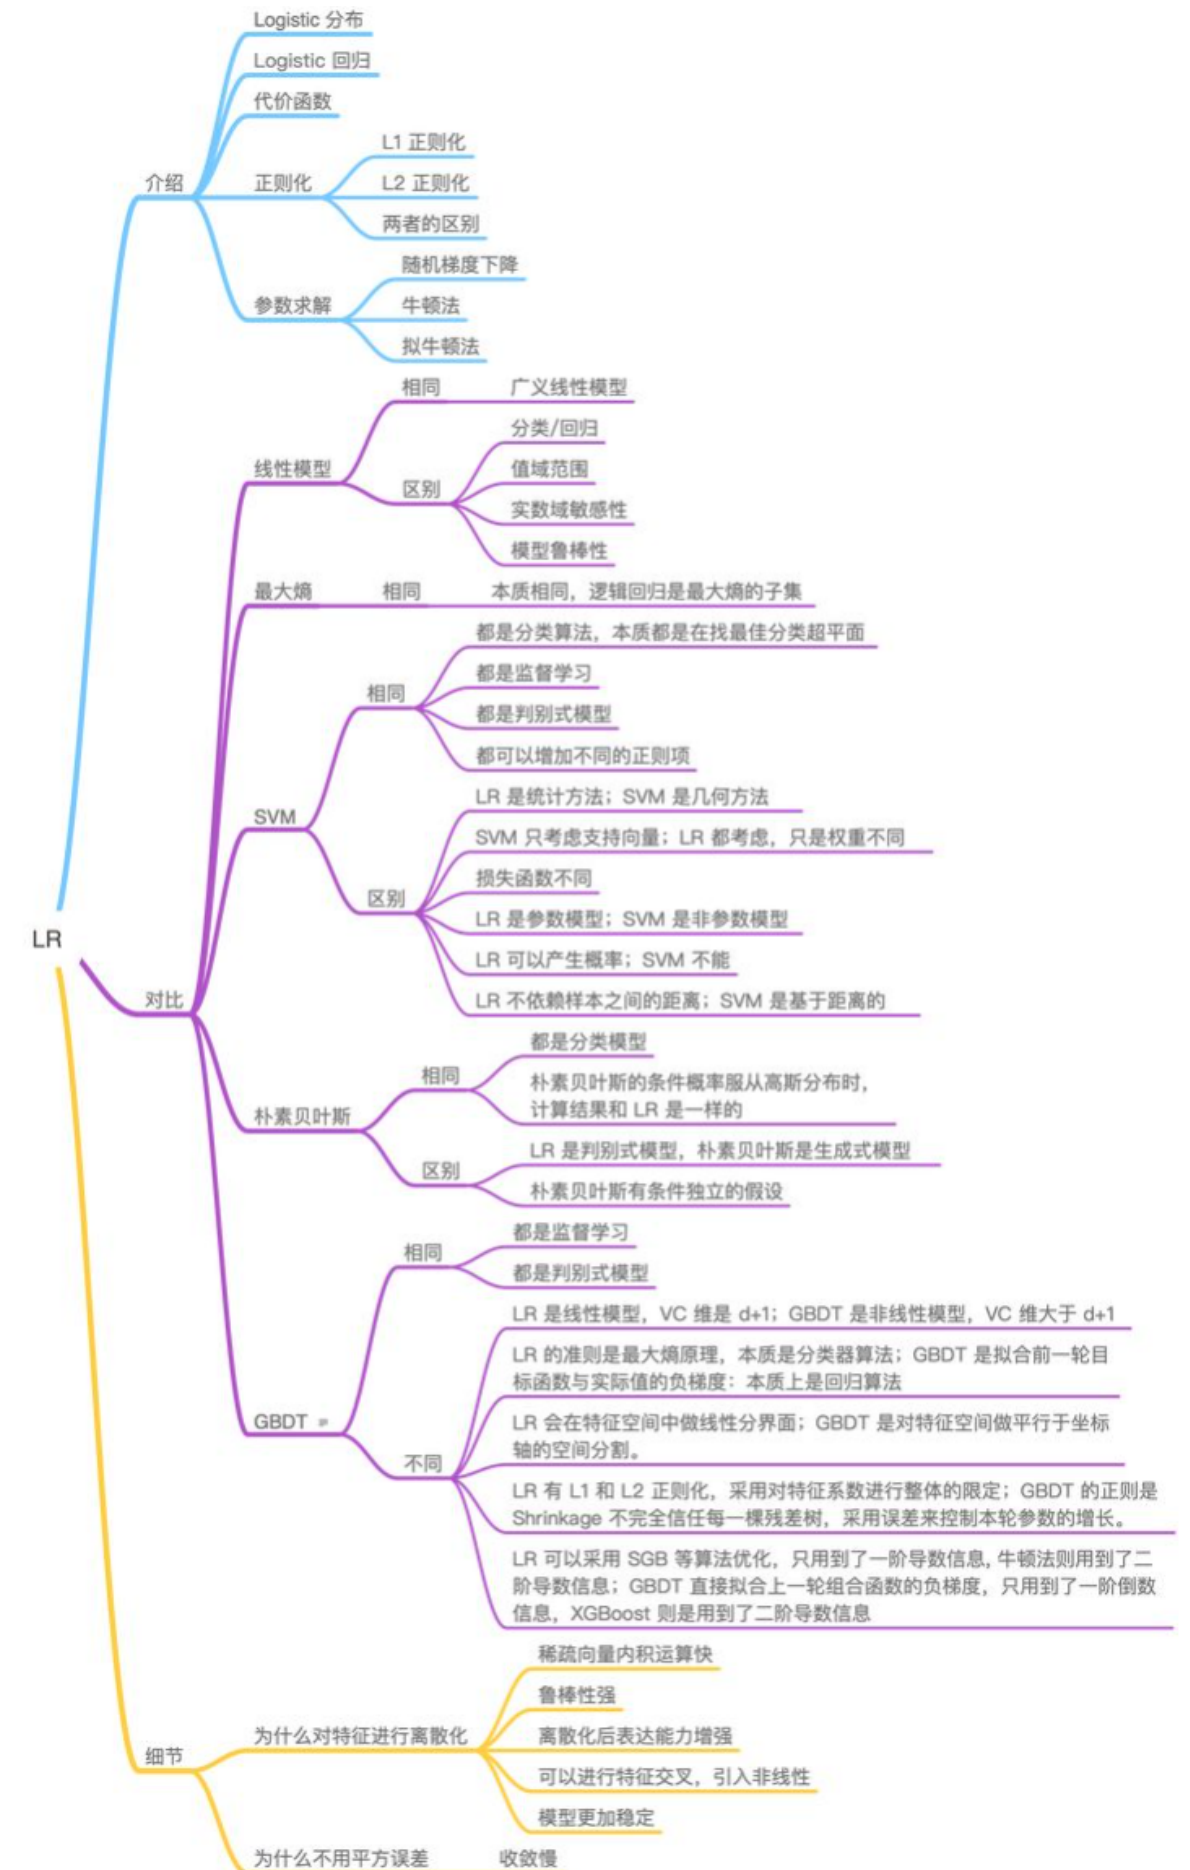 Logistic 分布
Logistic 回归
代价函数
L1 正则化
介绍
正则化
L2 正则化
两者的区别
随机梯度下降
参数求解
牛顿法
拟牛顿法
相同
广义线性模型
分类/回归
线性模型
值域范围
区别
实数域敏感性
模型鲁棒性
最大熵
相同
本质相同，逻辑回归是最大熵的子集
都是分类算法，本质都是在找最佳分类超平面
都是监督学习
相同
都是判别式模型
都可以增加不同的正则项
LR 是统计方法；SVM 是几何方法
SVM
SVM 只考虑支持向量；LR 都考虑，只是权重不同
损失函数不同
区别
LR 是参数模型；SVM 是非参数模型
LR
LR 可以产生概率；SVM 不能
对比
LR 不依赖样本之间的距离；SVM 是基于距离的
都是分类模型
相同
朴素贝叶斯的条件概率服从高斯分布时，
计算结果和 LR 是一样的
朴素贝叶斯
LR 是判别式模型，朴素贝叶斯是生成式模型
区别
朴素贝叶斯有条件独立的假设
都是监督学习
相同
都是判别式模型
LR 是线性模型，VC 维是 d+1；GBDT 是非线性模型，VC 维大于 d+1
LR 的准则是最大熵原理，本质是分类器算法；GBDT 是拟合前一轮目
标函数与实际值的负梯度：本质上是回归算法
GBDT
LR 会在特征空间中做线性分界面；GBDT 是对特征空间做平行于坐标
轴的空间分割。
不同
LR 有 L1 和 L2 正则化，采用对特征系数进行整体的限定；GBDT 的正则是
Shrinkage 不完全信任每一棵残差树，采用误差来控制本轮参数的增长。
LR 可以采用 SGB 等算法优化，只用到了一阶导数信息, 牛顿法则用到了二
阶导数信息；GBDT 直接拟合上一轮组合函数的负梯度，只用到了一阶倒数
信息，XGBoost 则是用到了二阶导数信息
稀疏向量内积运算快
鲁棒性强
为什么对特征进行离散化
离散化后表达能力增强
细节
可以进行特征交叉，引入非线性
模型更加稳定
为什么不用平方误差
收敛慢